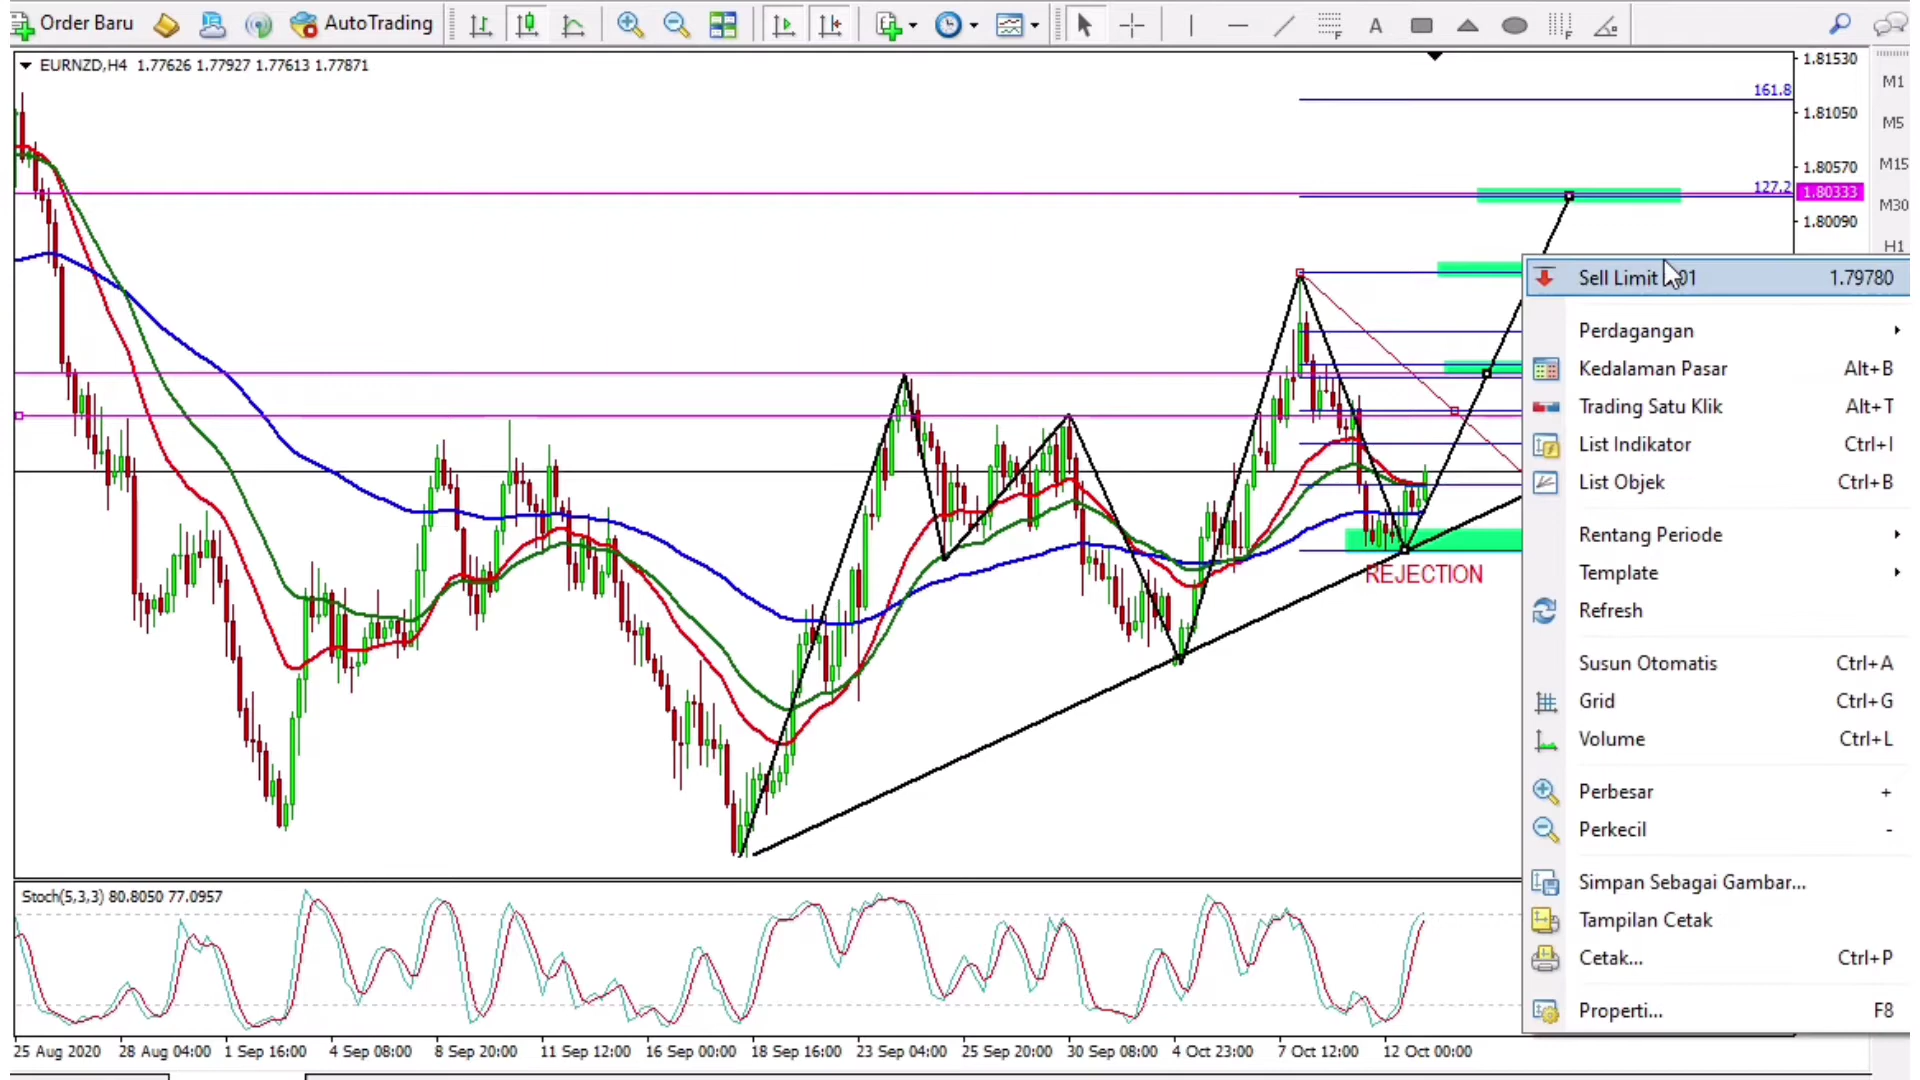 Order Baru
AutoTrading
A
F
F
EURNZD,H4 1.77626 1.77927 1.77613 1.77871
161.8
127.2
1.81530
1.81050
1.80570
1.80333
1.80090
M1
M5
M15
M30
H1
REJECTION
Sell Limit 01 1.79780
Perdagangan
Kedalaman Pasar Alt+B
Trading Satu Klik Alt+T
List Indikator Ctrl+I
List Objek Ctrl+B
Rentang Periode
Template
Refresh
Susun Otomatis Ctrl+A
Grid Ctrl+G
Volume Ctrl+L
Perbesar +
Perkecil -
Simpan Sebagai Gambar...
Tampilan Cetak
Cetak... Ctrl+P
Properti... F8
Stoch(5,3,3) 80.8050 77.0957
25 Aug 2020 28 Aug 04:00 1 Sep 16:00 4 Sep 08:00 8 Sep 20:00 11 Sep 12:00 16 Sep 00:00 18 Sep 16:00 23 Sep 04:00 25 Sep 20:00 30 Sep 08:00 4 Oct 23:00 7 Oct 12:00 12 Oct 00:00